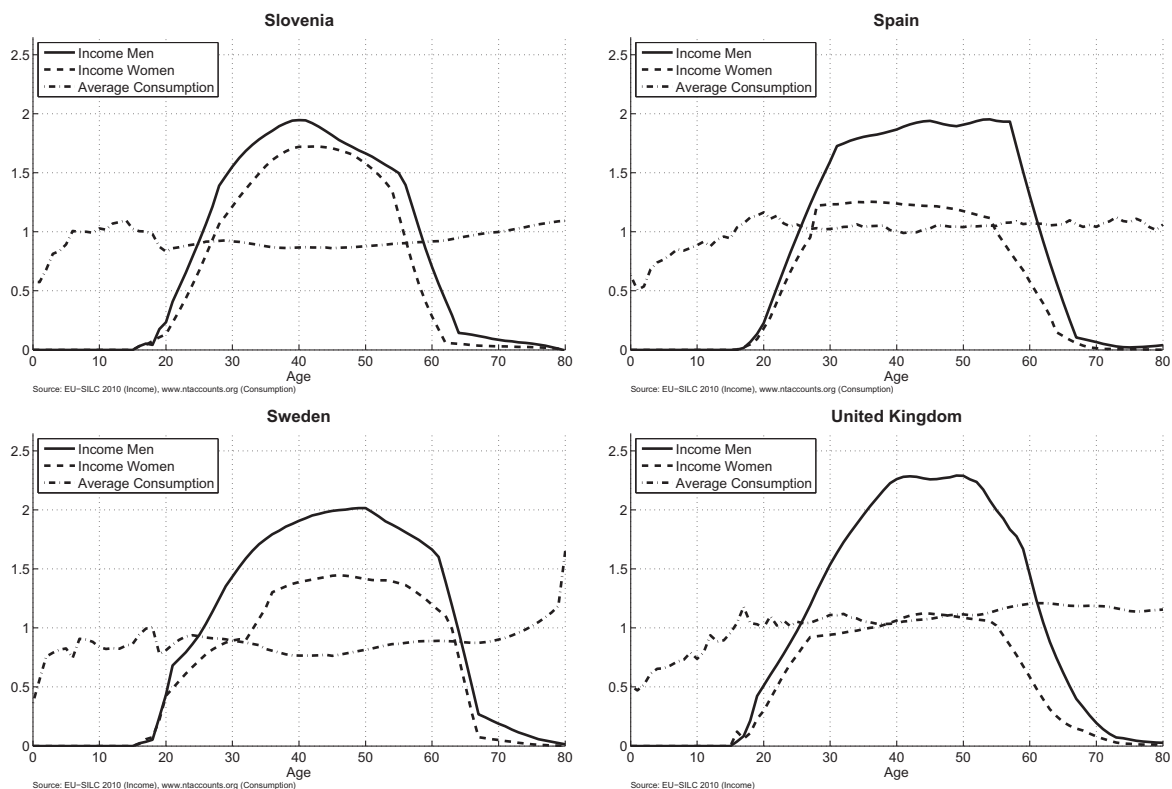 Slovenia
2.5
2
1.5
1
0.5
0
Income Men
Income Women
Average Consumption
0 10 20 30 40 50 60 70 80
Age
Source: EU−SILC 2010 (Income), www.ntaccounts.org (Consumption)
Spain
2.5
2
1.5
1
0.5
0
Income Men
Income Women
Average Consumption
0 10 20 30 40 50 60 70 80
Age
Source: EU−SILC 2010 (Income), www.ntaccounts.org (Consumption)
Sweden
2.5
2
1.5
1
0.5
0
Income Men
Income Women
Average Consumption
0 10 20 30 40 50 60 70 80
Age
Source: EU−SILC 2010 (Income), www.ntaccounts.org (Consumption)
United Kingdom
2.5
2
1.5
1
0.5
0
Income Men
Income Women
Average Consumption
0 10 20 30 40 50 60 70 80
Age
Source: EU−SILC 2010 (Income)